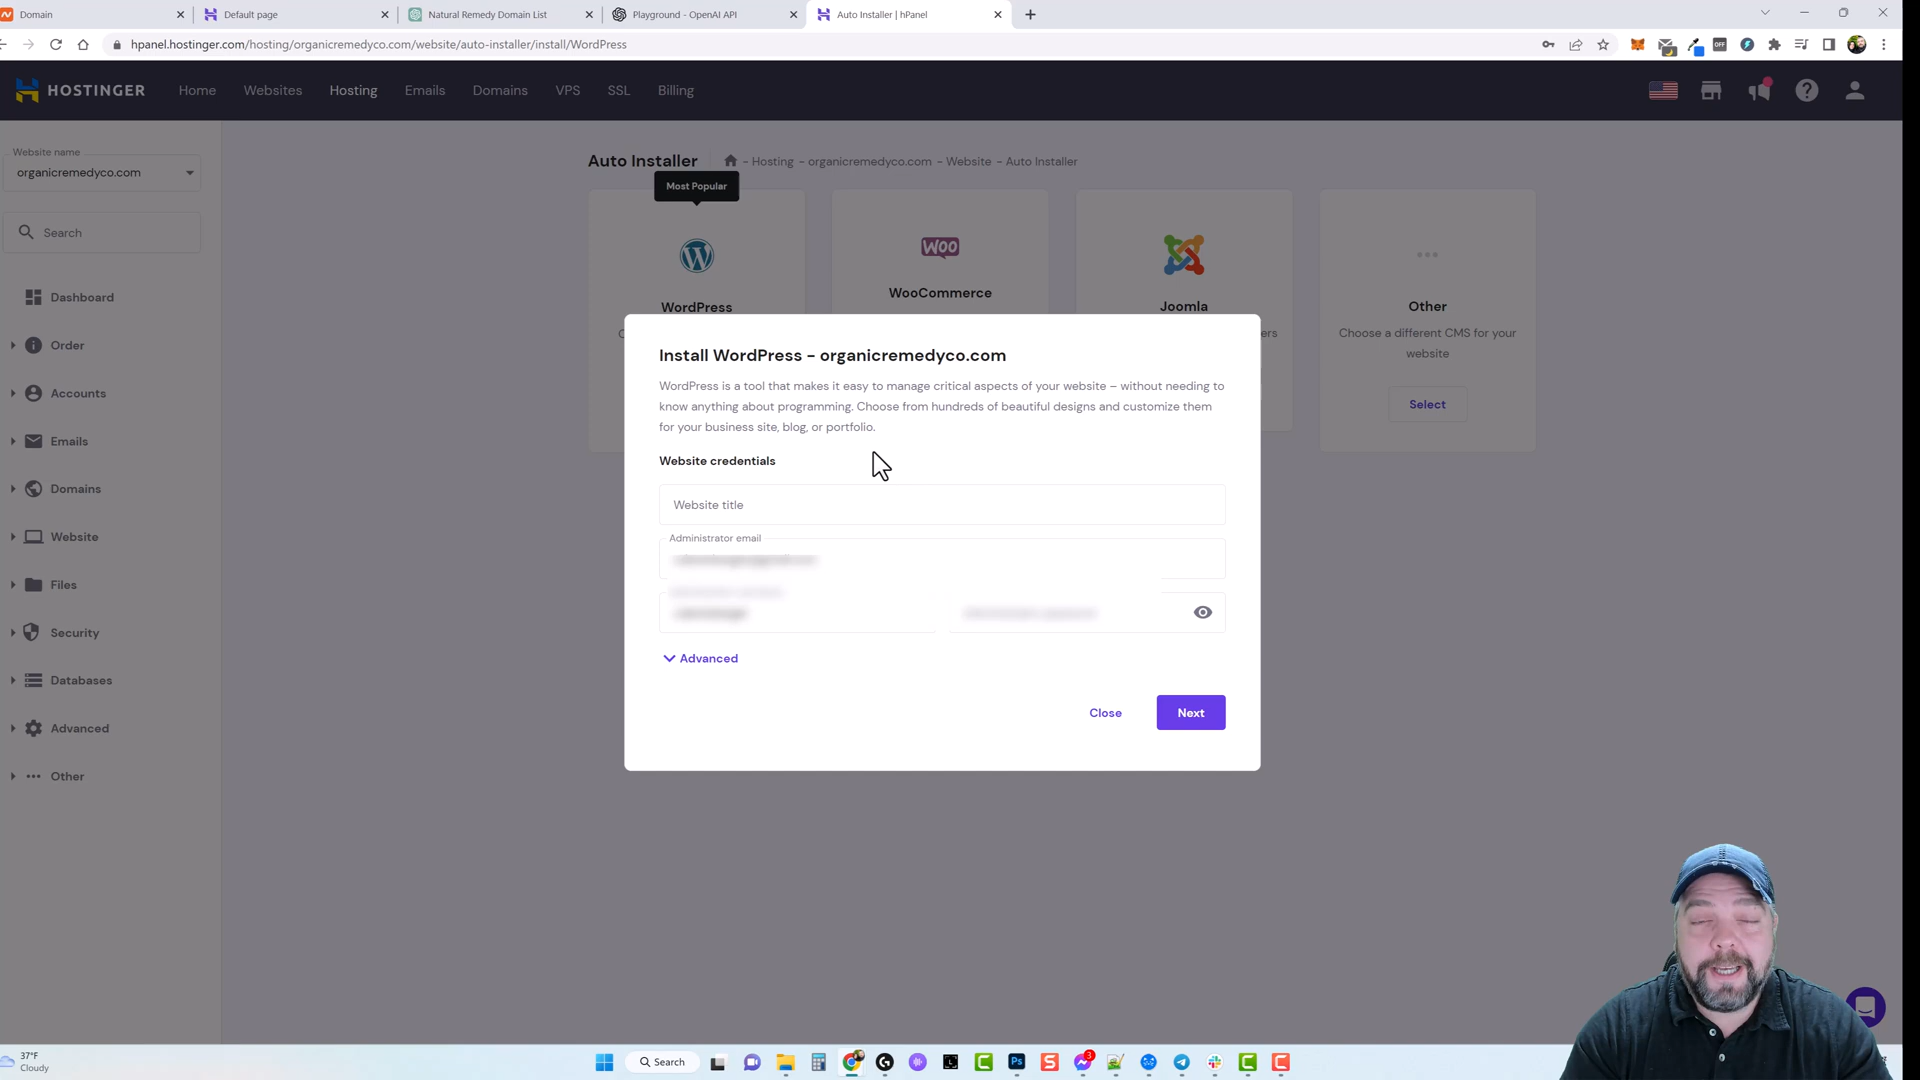 Domain
Default page
Natural Remedy Domain List
Playground - OpenAI API
Auto Installer | hPanel
hpanel.hostinger.com/hosting/organicremedyco.com/website/auto-installer/install/WordPress
OFF
HOSTINGER
Home
Websites
Hosting
Emails
Domains
VPS
SSL
Billing
Website name
organicremedyco.com
Search
Dashboard
Order
Accounts
Emails
Domains
Website
Files
Security
Databases
Advanced
Other
Auto Installer
- Hosting - organicremedyco.com - Website - Auto Installer
Most Popular
WordPress
Woo
WooCommerce
Joomla
Other
Choose a different CMS for your
website
Select
Install WordPress - organicremedyco.com
WordPress is a tool that makes it easy to manage critical aspects of your website – without needing to
know anything about programming. Choose from hundreds of beautiful designs and customize them
for your business site, blog, or portfolio.
Website credentials
Website title
Administrator email
Advanced
Close
Next
37°F
Cloudy
Search
3